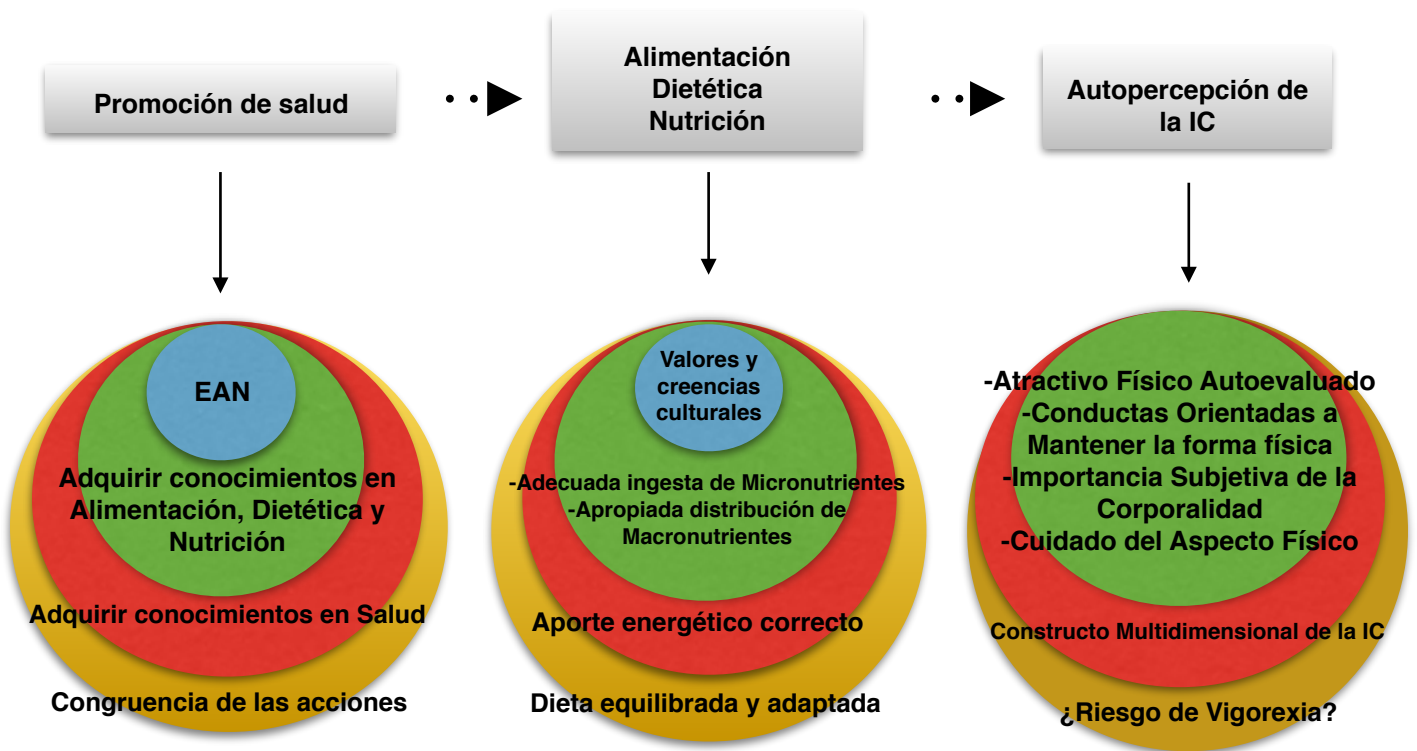 Promoción de salud
Alimentación
Dietética
Nutrición
Autopercepción de
la IC
EAN
Adquirir conocimientos en
Alimentación, Dietética y
Nutrición
Adquirir conocimientos en Salud
Congruencia de las acciones
Valores y
creencias
culturales
-Adecuada ingesta de Micronutrientes
-Apropiada distribución de
Macronutrientes
Aporte energético correcto
Dieta equilibrada y adaptada
-Atractivo Físico Autoevaluado
-Conductas Orientadas a
Mantener la forma física
-Importancia Subjetiva de la
Corporalidad
-Cuidado del Aspecto Físico
Constructo Multidimensional de la IC
¿Riesgo de Vigorexia?